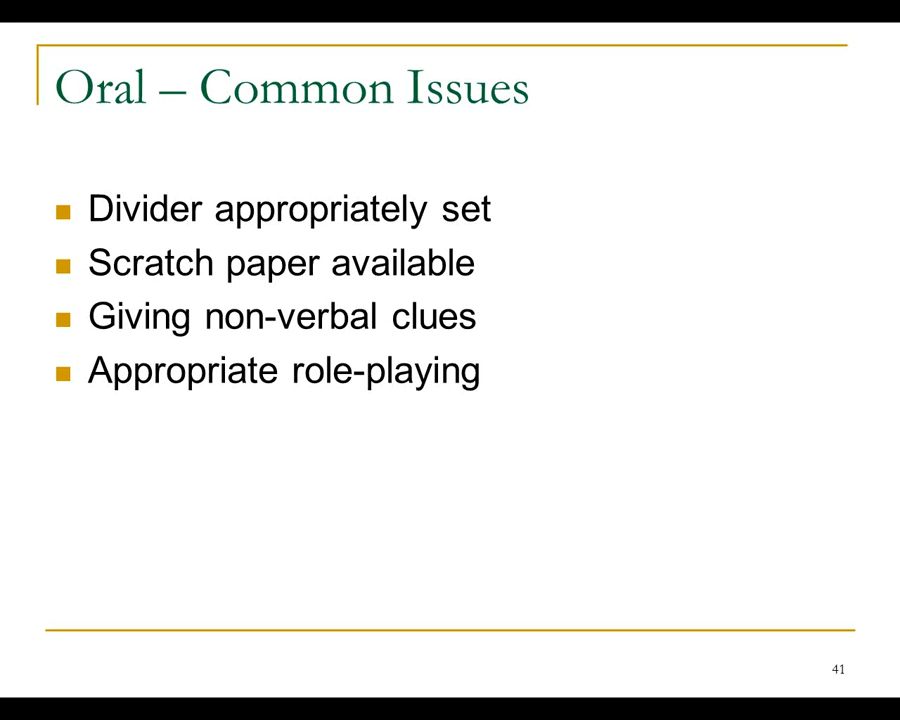 Oral – Common Issues
Divider appropriately set
Scratch paper available
Giving non-verbal clues
Appropriate role-playing
41